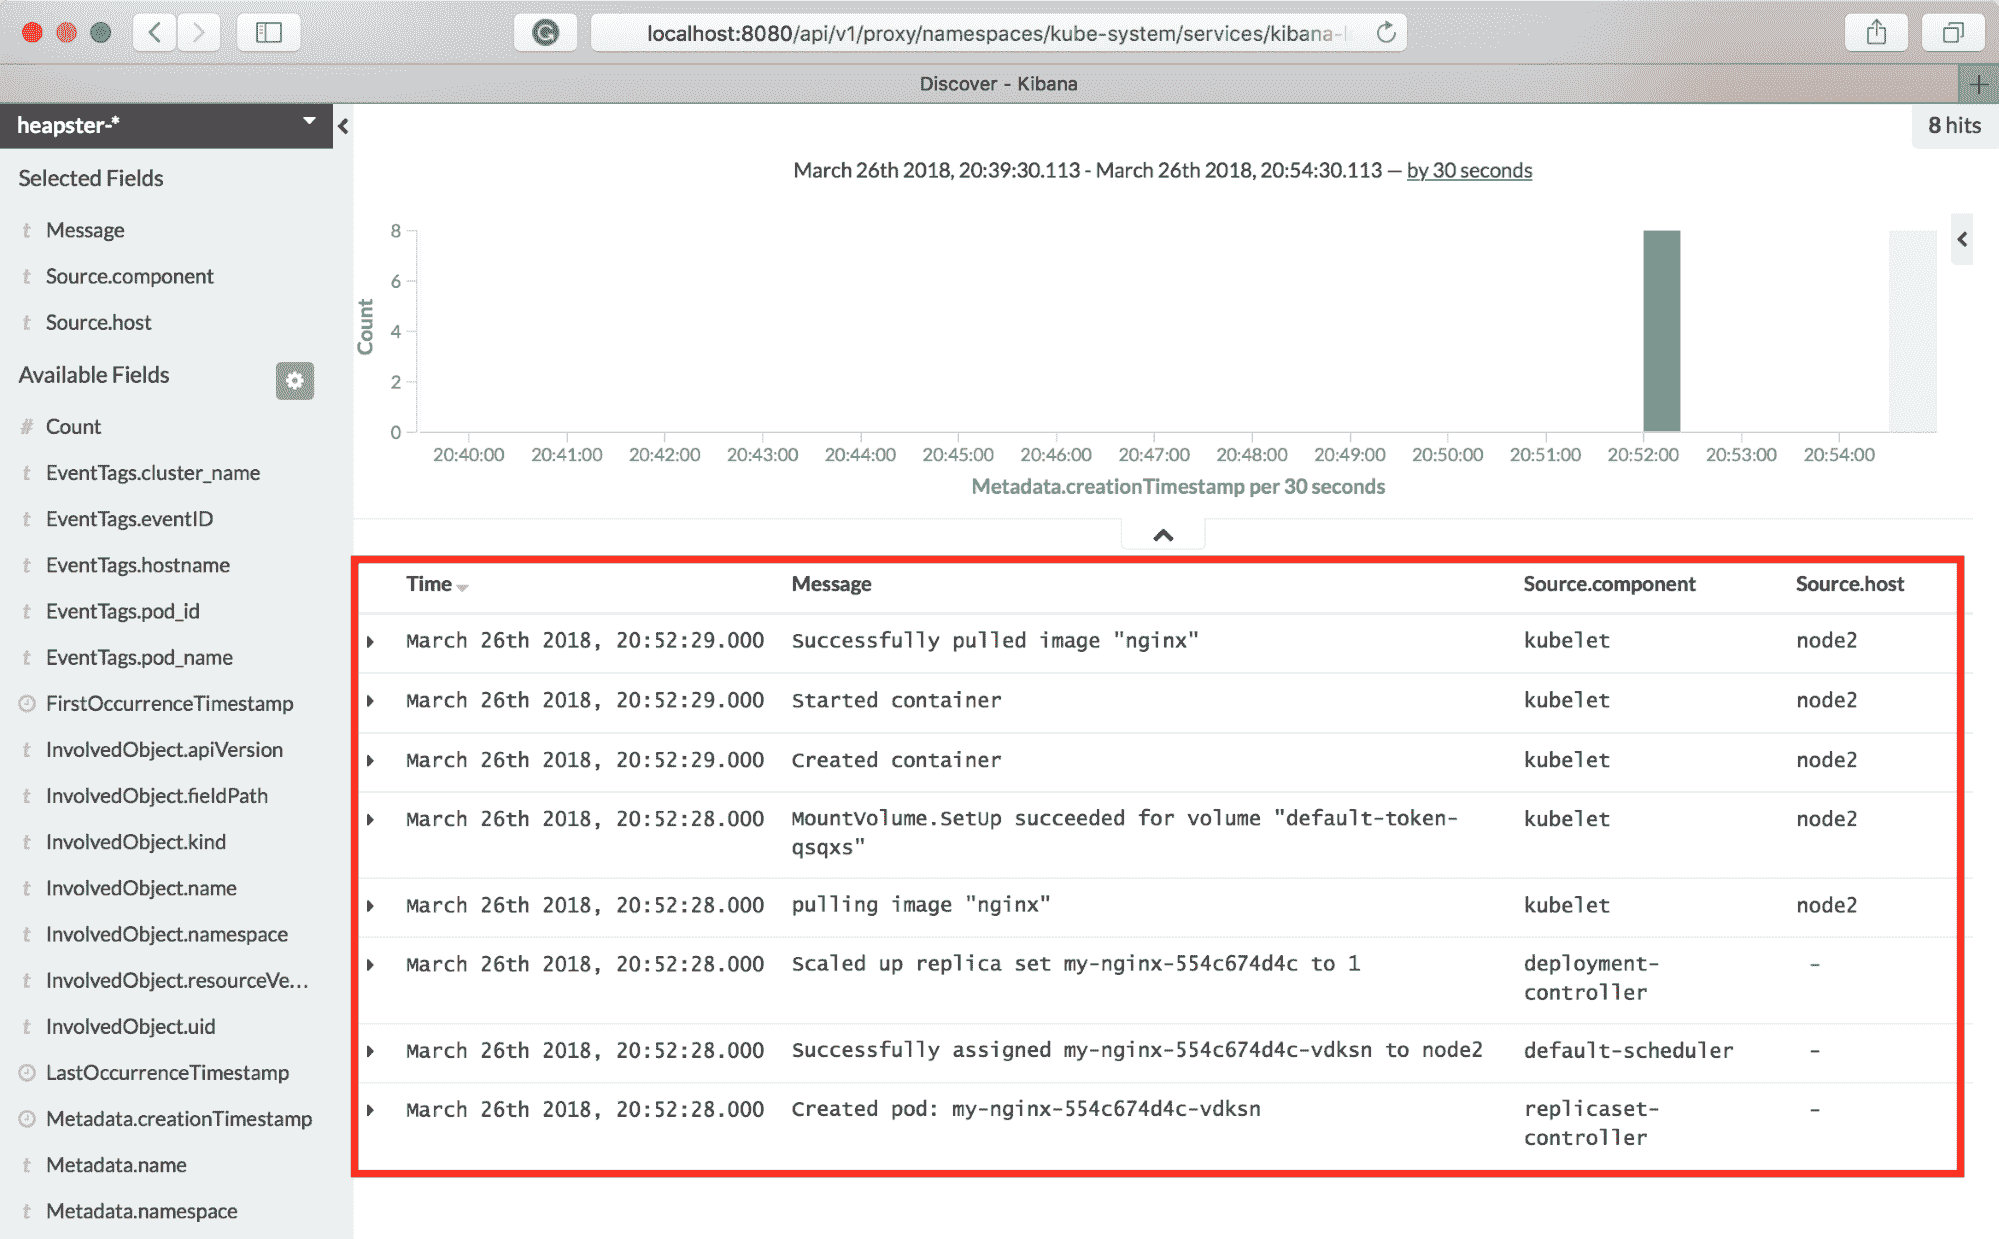 localhost:8080/api/v1/proxy/namespaces/kube-system/services/kibana-
Discover - Kibana
heapster-*
8 hits
Selected Fields
t Message
t Source.component
t Source.host
Available Fields
# Count
t EventTags.cluster_name
t EventTags.eventID
t EventTags.hostname
t EventTags.pod_id
t EventTags.pod_name
FirstOccurrenceTimestamp
t InvolvedObject.apiVersion
t InvolvedObject.fieldPath
t InvolvedObject.kind
t InvolvedObject.name
t InvolvedObject.namespace
t InvolvedObject.resourceVe...
t InvolvedObject.uid
LastOccurrenceTimestamp
Metadata.creationTimestamp
t Metadata.name
t Metadata.namespace
March 26th 2018, 20:39:30.113 - March 26th 2018, 20:54:30.113 — by 30 seconds
Count
8
6
4
2
0
20:40:00 20:41:00 20:42:00 20:43:00 20:44:00 20:45:00 20:46:00 20:47:00 20:48:00 20:49:00 20:50:00 20:51:00 20:52:00 20:53:00 20:54:00
Metadata.creationTimestamp per 30 seconds
Time Message Source.component Source.host
March 26th 2018, 20:52:29.000 Successfully pulled image "nginx" kubelet node2
March 26th 2018, 20:52:29.000 Started container kubelet node2
March 26th 2018, 20:52:29.000 Created container kubelet node2
March 26th 2018, 20:52:28.000 MountVolume.SetUp succeeded for volume "default-token- kubelet node2
qsqxs"
March 26th 2018, 20:52:28.000 pulling image "nginx" kubelet node2
March 26th 2018, 20:52:28.000 Scaled up replica set my-nginx-554c674d4c to 1 deployment- -
controller
March 26th 2018, 20:52:28.000 Successfully assigned my-nginx-554c674d4c-vdksn to node2 default-scheduler -
March 26th 2018, 20:52:28.000 Created pod: my-nginx-554c674d4c-vdksn replicaset- -
controller